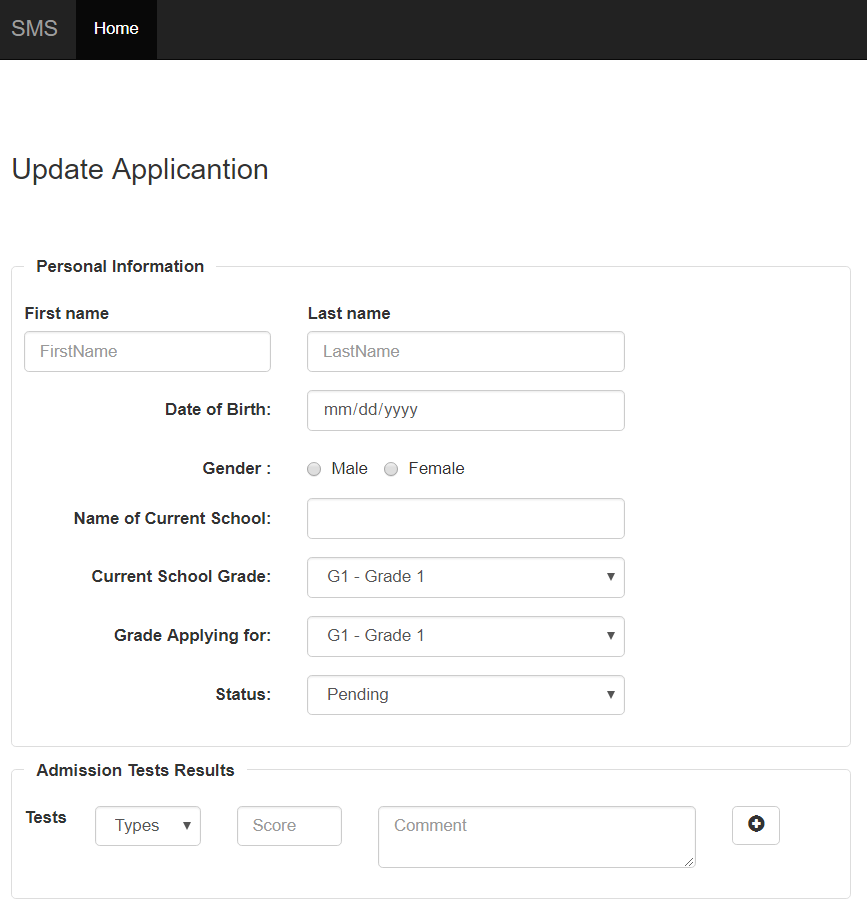 SMS Home
Update Applicantion
Personal Information
First name Last name
FirstName LastName
Date of Birth: mm/dd/yyyy
Gender : Male Female
Name of Current School:
Current School Grade: G1 - Grade 1
Grade Applying for: G1 - Grade 1
Status: Pending
Admission Tests Results
Tests Types Score Comment